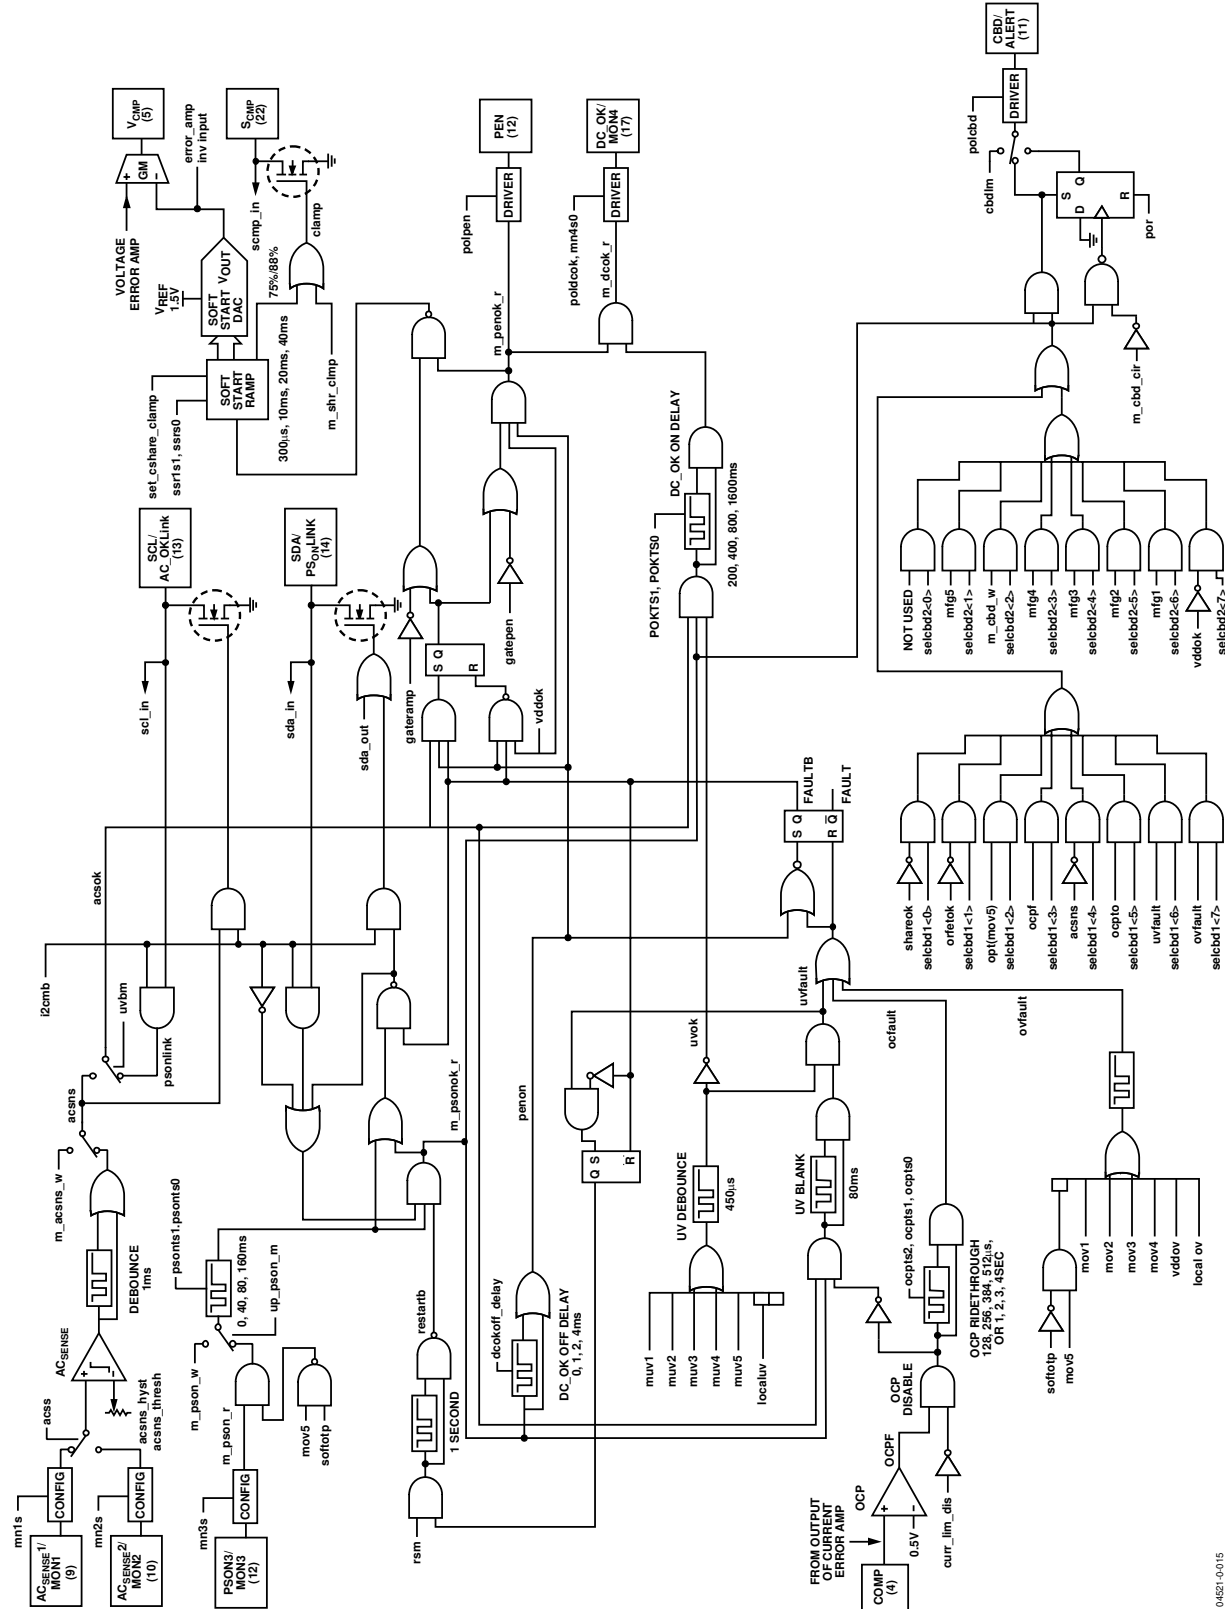 CBD/
ALERT
(11)
DRIVER
polcbd
cbdlm
S
Q
D
R
por
m_cbd_clr
VCMP
(5)
+
GM
–
error_amp
inv input
VOLTAGE
ERROR AMP
VREF
1.5V
SOFT
START VOUT
DAC
SCMP
(22)
scmp_in
clamp
75%/88%
SOFT
START
RAMP
set_cshare_clamp
ssr1s1, ssrs0
300µs, 10ms, 20ms, 40ms
m_shr_clmp
PEN
(12)
DRIVER
polpen
m_penok_r
DC_OK/
MON4
(17)
DRIVER
poldcok, mn4s0
m_dcok_r
SCL/
AC_OKLink
(13)
scl_in
SDA/
PSONLINK
(14)
sda_in
sda_out
gateramp
S Q
R
gatepen
vddok
POKTS1, POKTS0
DC_OK ON DELAY
200, 400, 800, 1600ms
NOT USED
selcbd2<0>
mfg5
selcbd2<1>
m_cbd_w
selcbd2<2>
mfg4
selcbd2<3>
mfg3
selcbd2<4>
mfg2
selcbd2<5>
mfg1
selcbd2<6>
vddok
selcbd2<7>
acsok
FAULTB
S Q
R Q
FAULT
shareok
selcbd1<0>
orfetok
selcbd1<1>
opt(mov5)
selcbd1<2>
ocpf
selcbd1<3>
acsns
selcbd1<4>
ocpto
selcbd1<5>
uvfault
selcbd1<6>
ovfault
selcbd1<7>
i2cmb
uvbm
psonlink
acsns
m_acsns_w
DEBOUNCE
1ms
ACSENSE
acss
acsns_hyst
acsns_thresh
mn1s
CONFIG
ACSENSE1/
MON1
(9)
mn2s
CONFIG
ACSENSE2/
MON2
(10)
psonts1.psonts0
0, 40, 80, 160ms
up_pson_m
m_pson_w
m_pson_r
mov5
softotp
mn3s
CONFIG
PSON3/
MON3
(12)
m_psonok_r
restartb
1 SECOND
rsm
penon
Q S
R
dcokoff_delay
DC_OK OFF DELAY
0, 1, 2, 4ms
uvok
uvfault
UV DEBOUNCE
450µs
muv1
muv2
muv3
muv4
muv5
localuv
UV BLANK
80ms
ocfault
ovfault
ocpts2, ocpts1, ocpts0
OCP RIDETHROUGH
128, 256, 384, 512µs,
OR 1, 2, 3, 4SEC
OCP
DISABLE
OCPF
OCP
+
–
0.5V
curr_lim_dis
FROM OUTPUT
OF CURRENT
ERROR AMP
COMP
(4)
softotp
mov5
mov1
mov2
mov3
mov4
vddov
local ov
04521-0-015